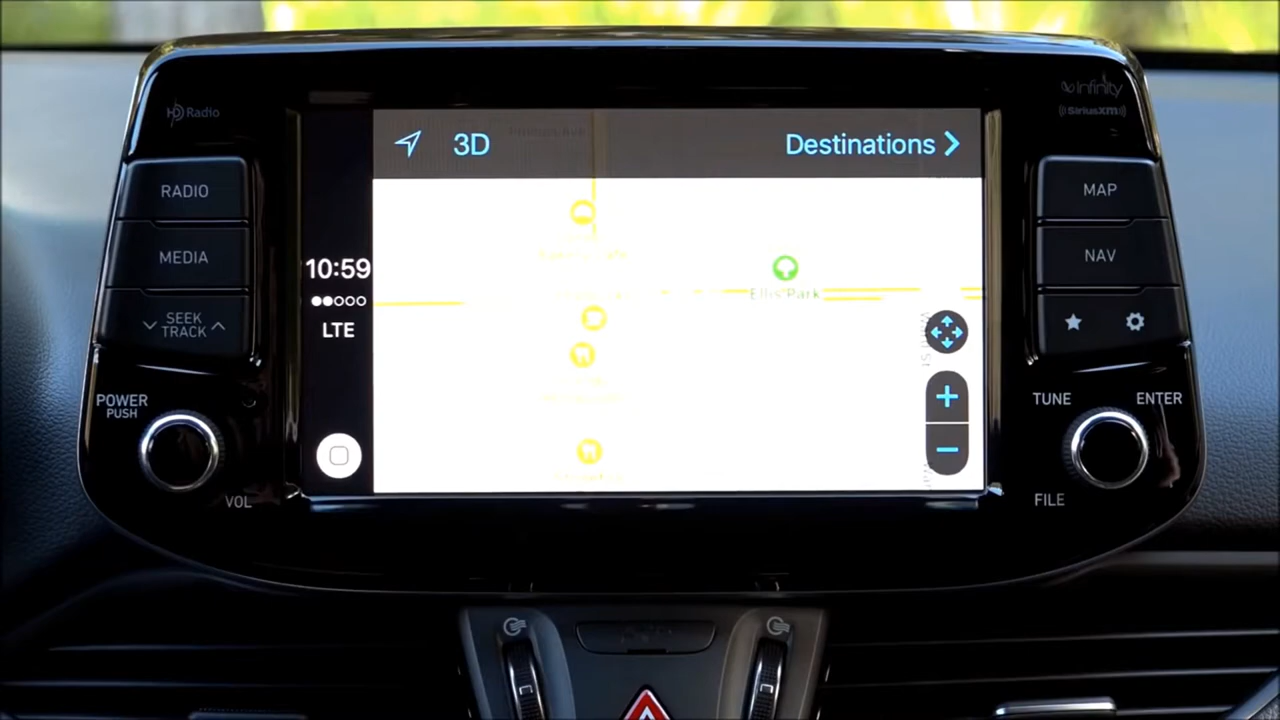 HD Radio
infinity
SiriusXM
3D
Destinations
RADIO
MEDIA
SEEK
TRACK
POWER
PUSH
VOL
10:59
LTE
Ellis Park
MAP
NAV
TUNE
ENTER
FILE